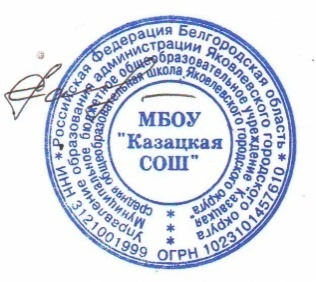 * Российская Федерация Белгородская область *
Управление образования администрации Яковлевского городского округа
Муниципальное бюджетное общеобразовательное учреждение "Казацкая
средняя общеобразовательная школа Яковлевского городского округа"
ИНН 3121001999 ОГРН 1023101457610
МБОУ
"Казацкая
СОШ"
* * *